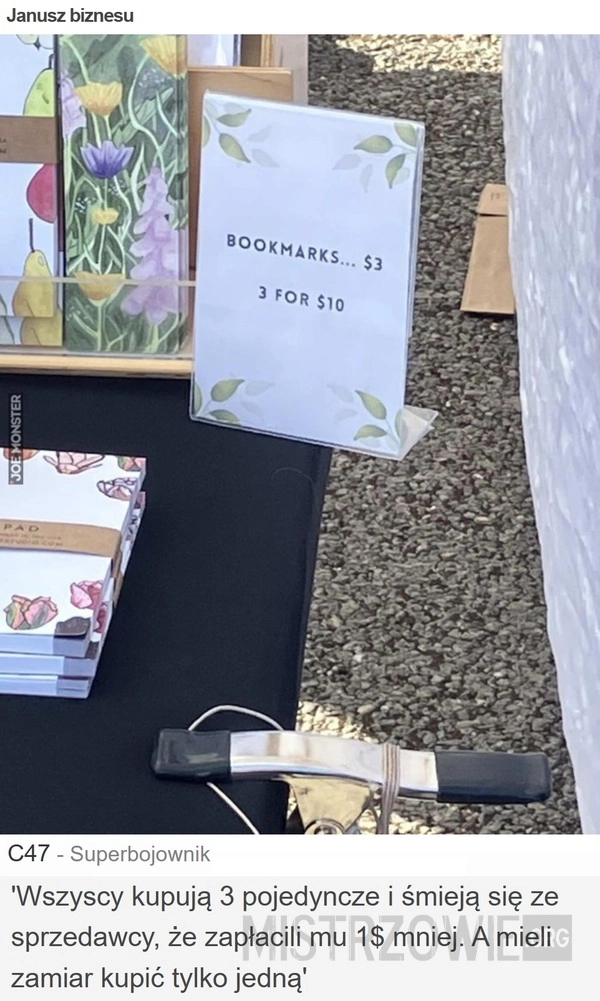 Janusz biznesu
BOOKMARKS... $3
3 FOR $10
JOE MONSTER
PAD
C47 - Superbojownik
'Wszyscy kupują 3 pojedyncze i śmieją się ze
sprzedawcy, że zapłacili mu 1$ mniej. A mieli
zamiar kupić tylko jedną'
MISTRZOWIE.ORG